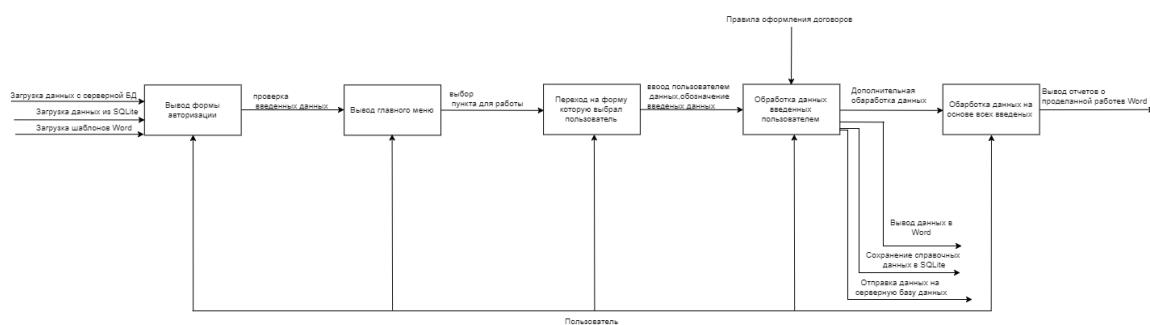 Правила оформления договоров
Загрузка данных с серверной БД
Загрузка данных из SQLite
Загрузка шаблонов Word
Вывод формы
авторизации
проверка
введенных данных
Вывод главного меню
выбор
пункта для работы
Переход на форму
которую выбрал
пользователь
ввоод пользователем
данных,обозначение
введеных данных
Обработка данных
введенных
пользователем
Дополнительная
обаработка данных
Обарботка данных на
основе всех введеных
Вывод отчетов о
проделанной работев Word
Вывод данных в
Word
Сохранение справочных
данных в SQLite
Отправка данных на
серверную базу данных
Пользователь